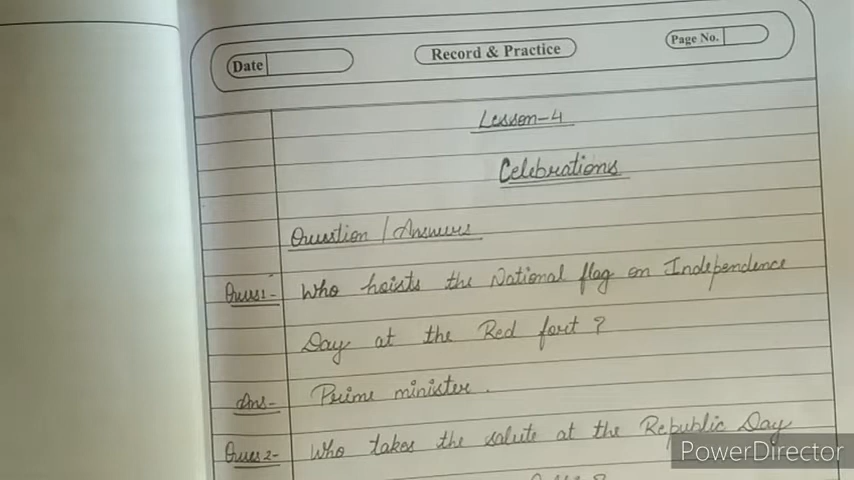 Date
Record & Practice
Page No.
Lesson-4
Celebrations
Question / Answers
Ques1- Who hoists the National flag on Independence
Day at the Red fort ?
Ans- Prime minister.
Ques2- Who takes the salute at the Republic Day
PowerDirector